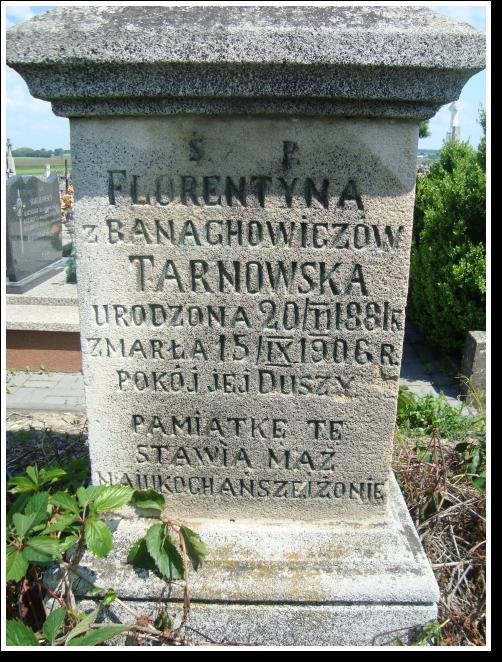 Ś P.
FLORENTYNA
z BANACHOWICZÓW
TARNOWSKA
URODZONA 20/II 1881 R
ZMARŁA 15/IX 1906 R.
POKÓJ JEJ DUSZY
PAMIĄTKĘ TĘ
STAWIA MĄŻ
NAJUKOCHANSZEJ ŻONIE